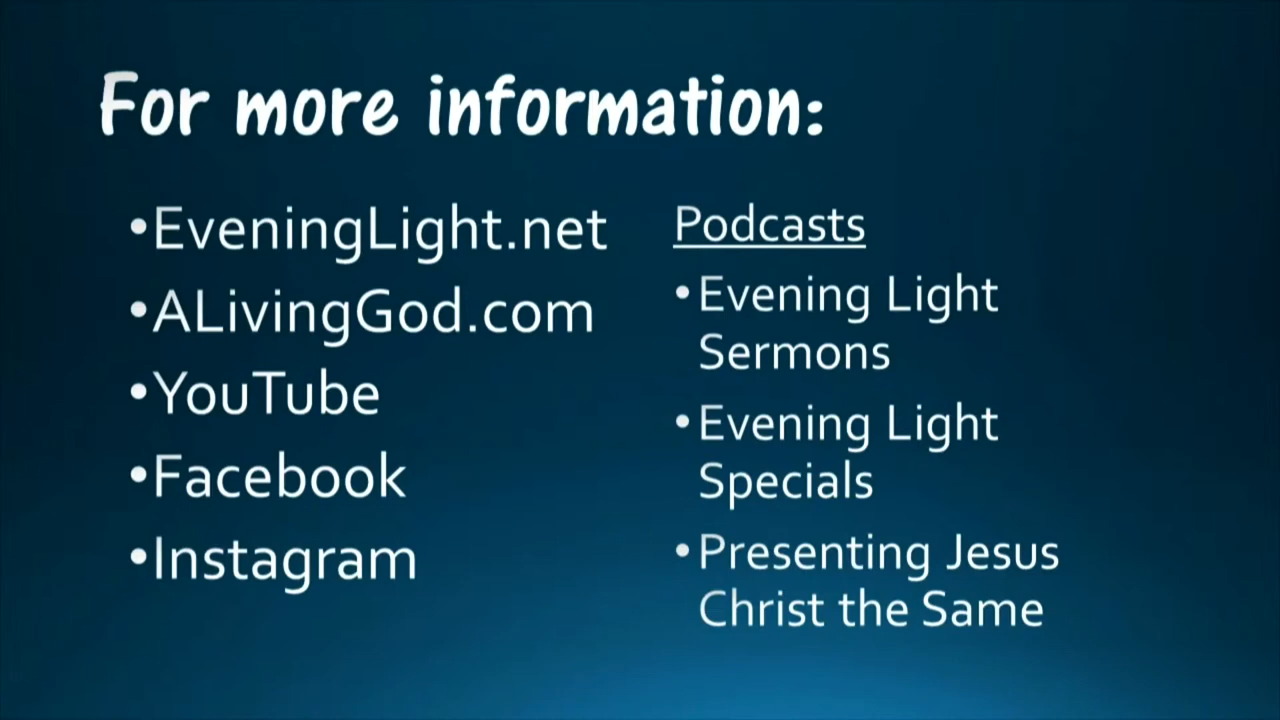 For more information:
•EveningLight.net
•ALivingGod.com
•YouTube
•Facebook
•Instagram
Podcasts
•Evening Light
Sermons
•Evening Light
Specials
•Presenting Jesus
Christ the Same